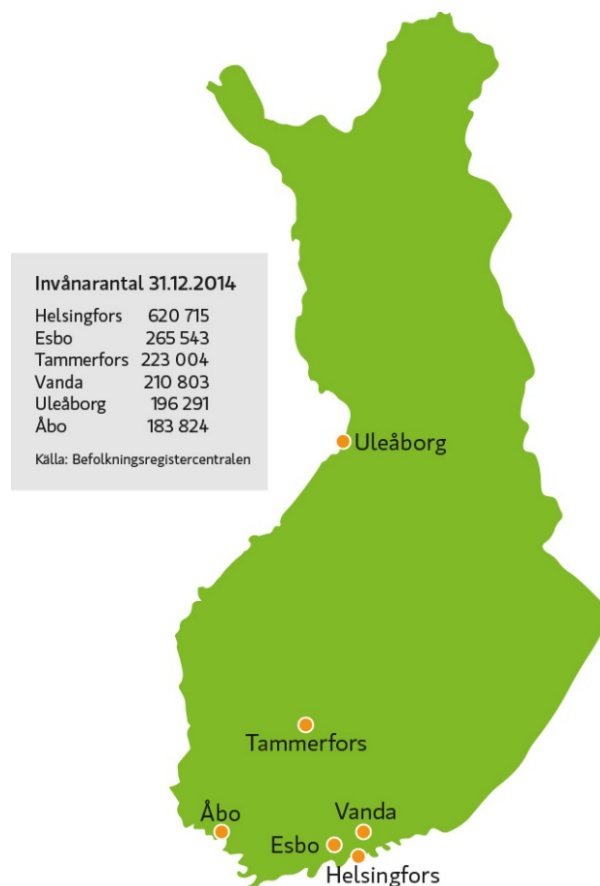 Invånarantal 31.12.2014
Helsingfors 620 715
Esbo 265 543
Tammerfors 223 004
Vanda 210 803
Uleåborg 196 291
Åbo 183 824
Källa: Befolkningsregistercentralen
Uleåborg
Tammerfors
Åbo
Vanda
Esbo
Helsingfors